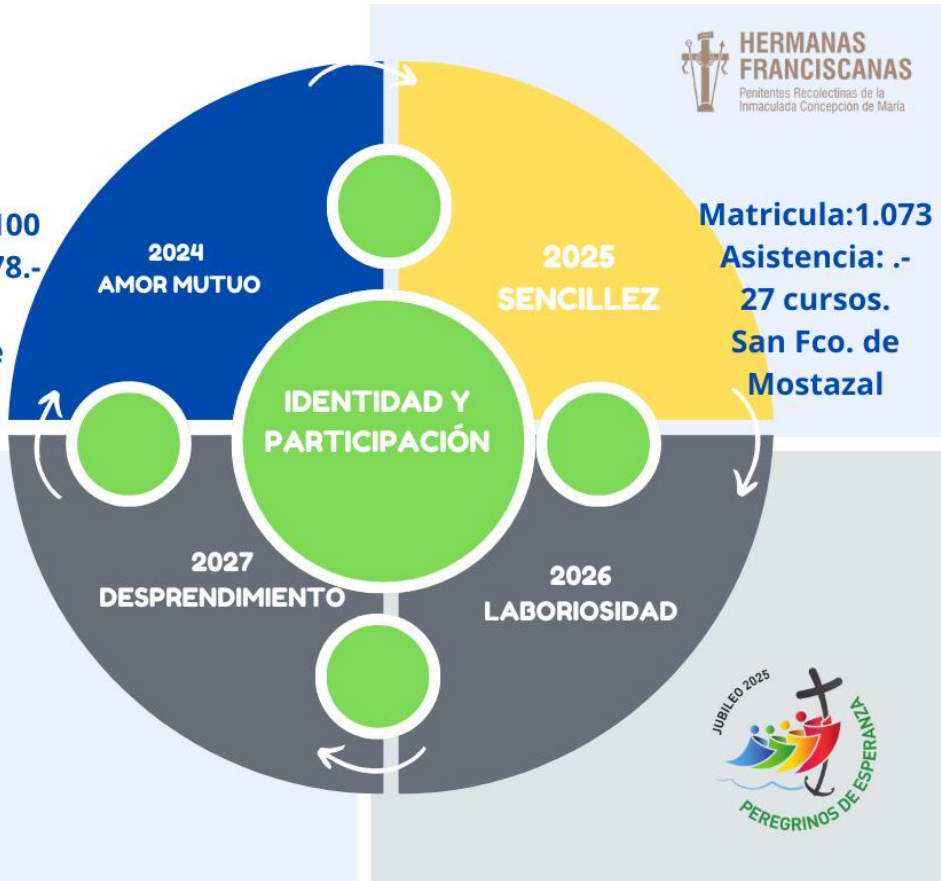 HERMANAS
FRANCISCANAS
Penitentes Recolectinas de la
Inmaculada Concepción de María
100
78.-
2024
AMOR MUTUO
2025
SENCILLEZ
Matricula:1.073
Asistencia: .-
27 cursos.
San Fco. de
Mostazal
IDENTIDAD Y
PARTICIPACIÓN
2027
DESPRENDIMIENTO
2026
LABORIOSIDAD
JUBILEO 2025
PEREGRINOS DE ESPERANZA